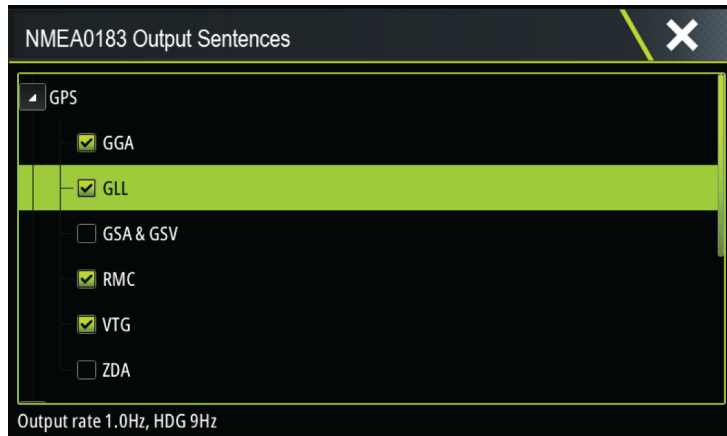 NMEA0183 Output Sentences
GPS
GGA
GLL
GSA & GSV
RMC
VTG
ZDA
Output rate 1.0Hz, HDG 9Hz